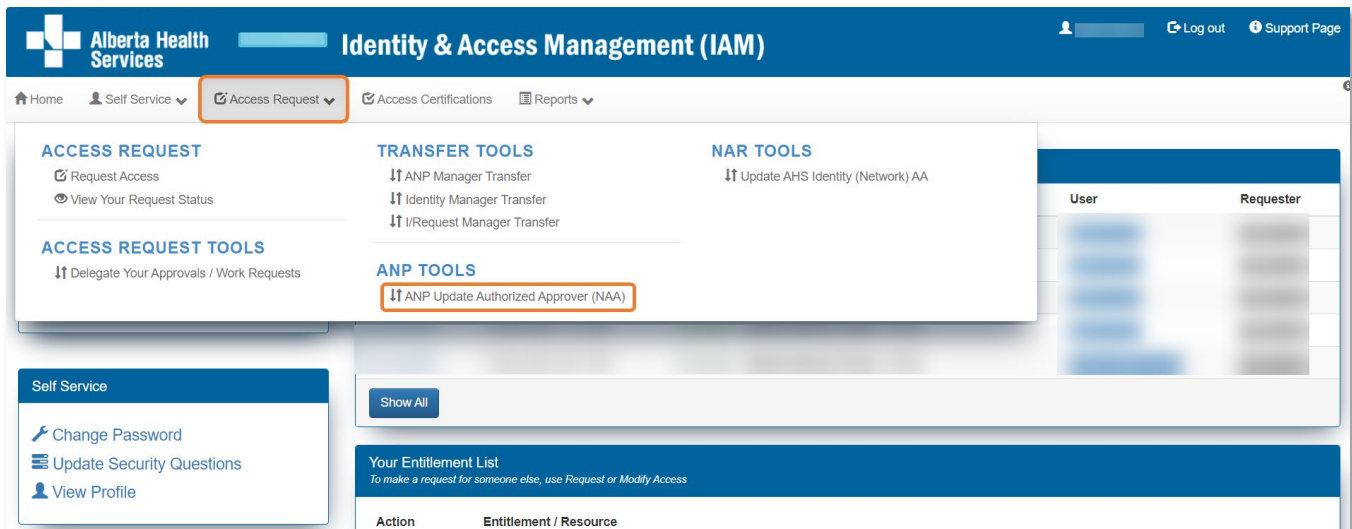 Alberta Health Services
Identity & Access Management (IAM)
Log out
Support Page
Home
Self Service
Access Request
Access Certifications
Reports
ACCESS REQUEST
Request Access
View Your Request Status
ACCESS REQUEST TOOLS
Delegate Your Approvals / Work Requests
TRANSFER TOOLS
ANP Manager Transfer
Identity Manager Transfer
I/Request Manager Transfer
ANP TOOLS
ANP Update Authorized Approver (NAA)
NAR TOOLS
Update AHS Identity (Network) AA
User
Requester
Show All
Self Service
Change Password
Update Security Questions
View Profile
Your Entitlement List
To make a request for someone else, use Request or Modify Access
Action
Entitlement / Resource